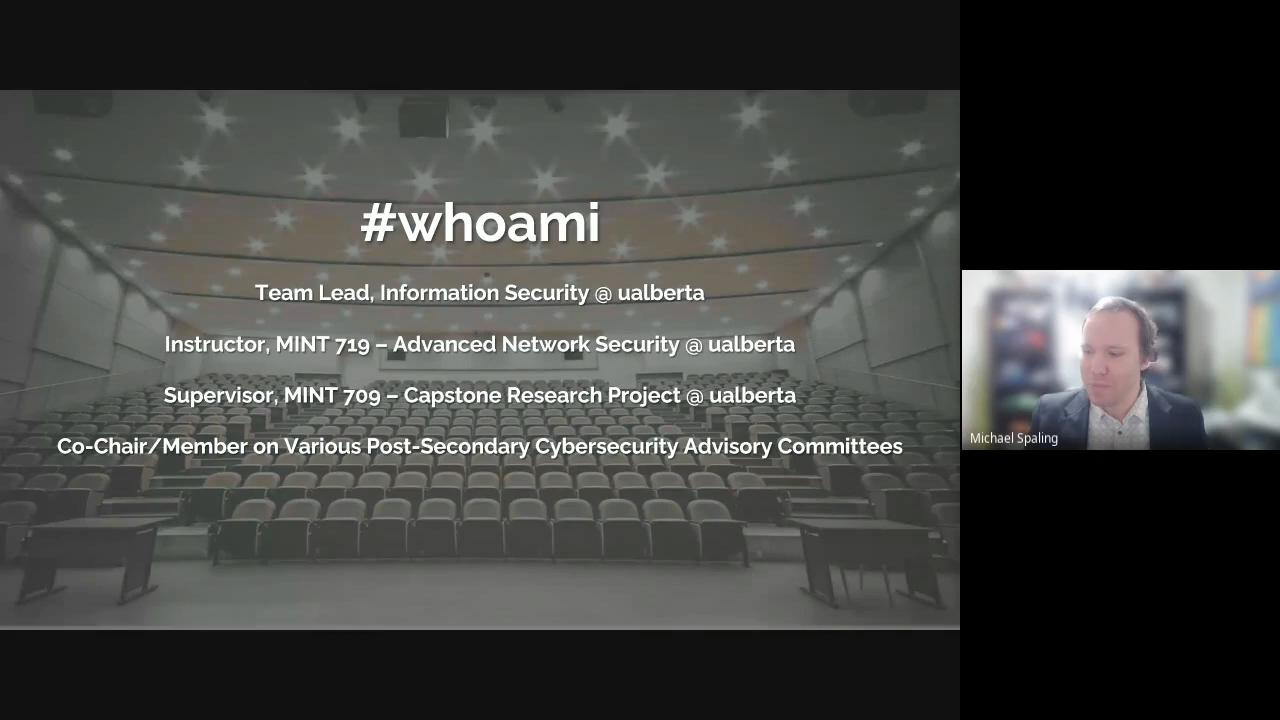 #whoami
Team Lead, Information Security @ ualberta
Instructor, MINT 719 – Advanced Network Security @ ualberta
Supervisor, MINT 709 – Capstone Research Project @ ualberta
Co-Chair/Member on Various Post-Secondary Cybersecurity Advisory Committees
Michael Spaling